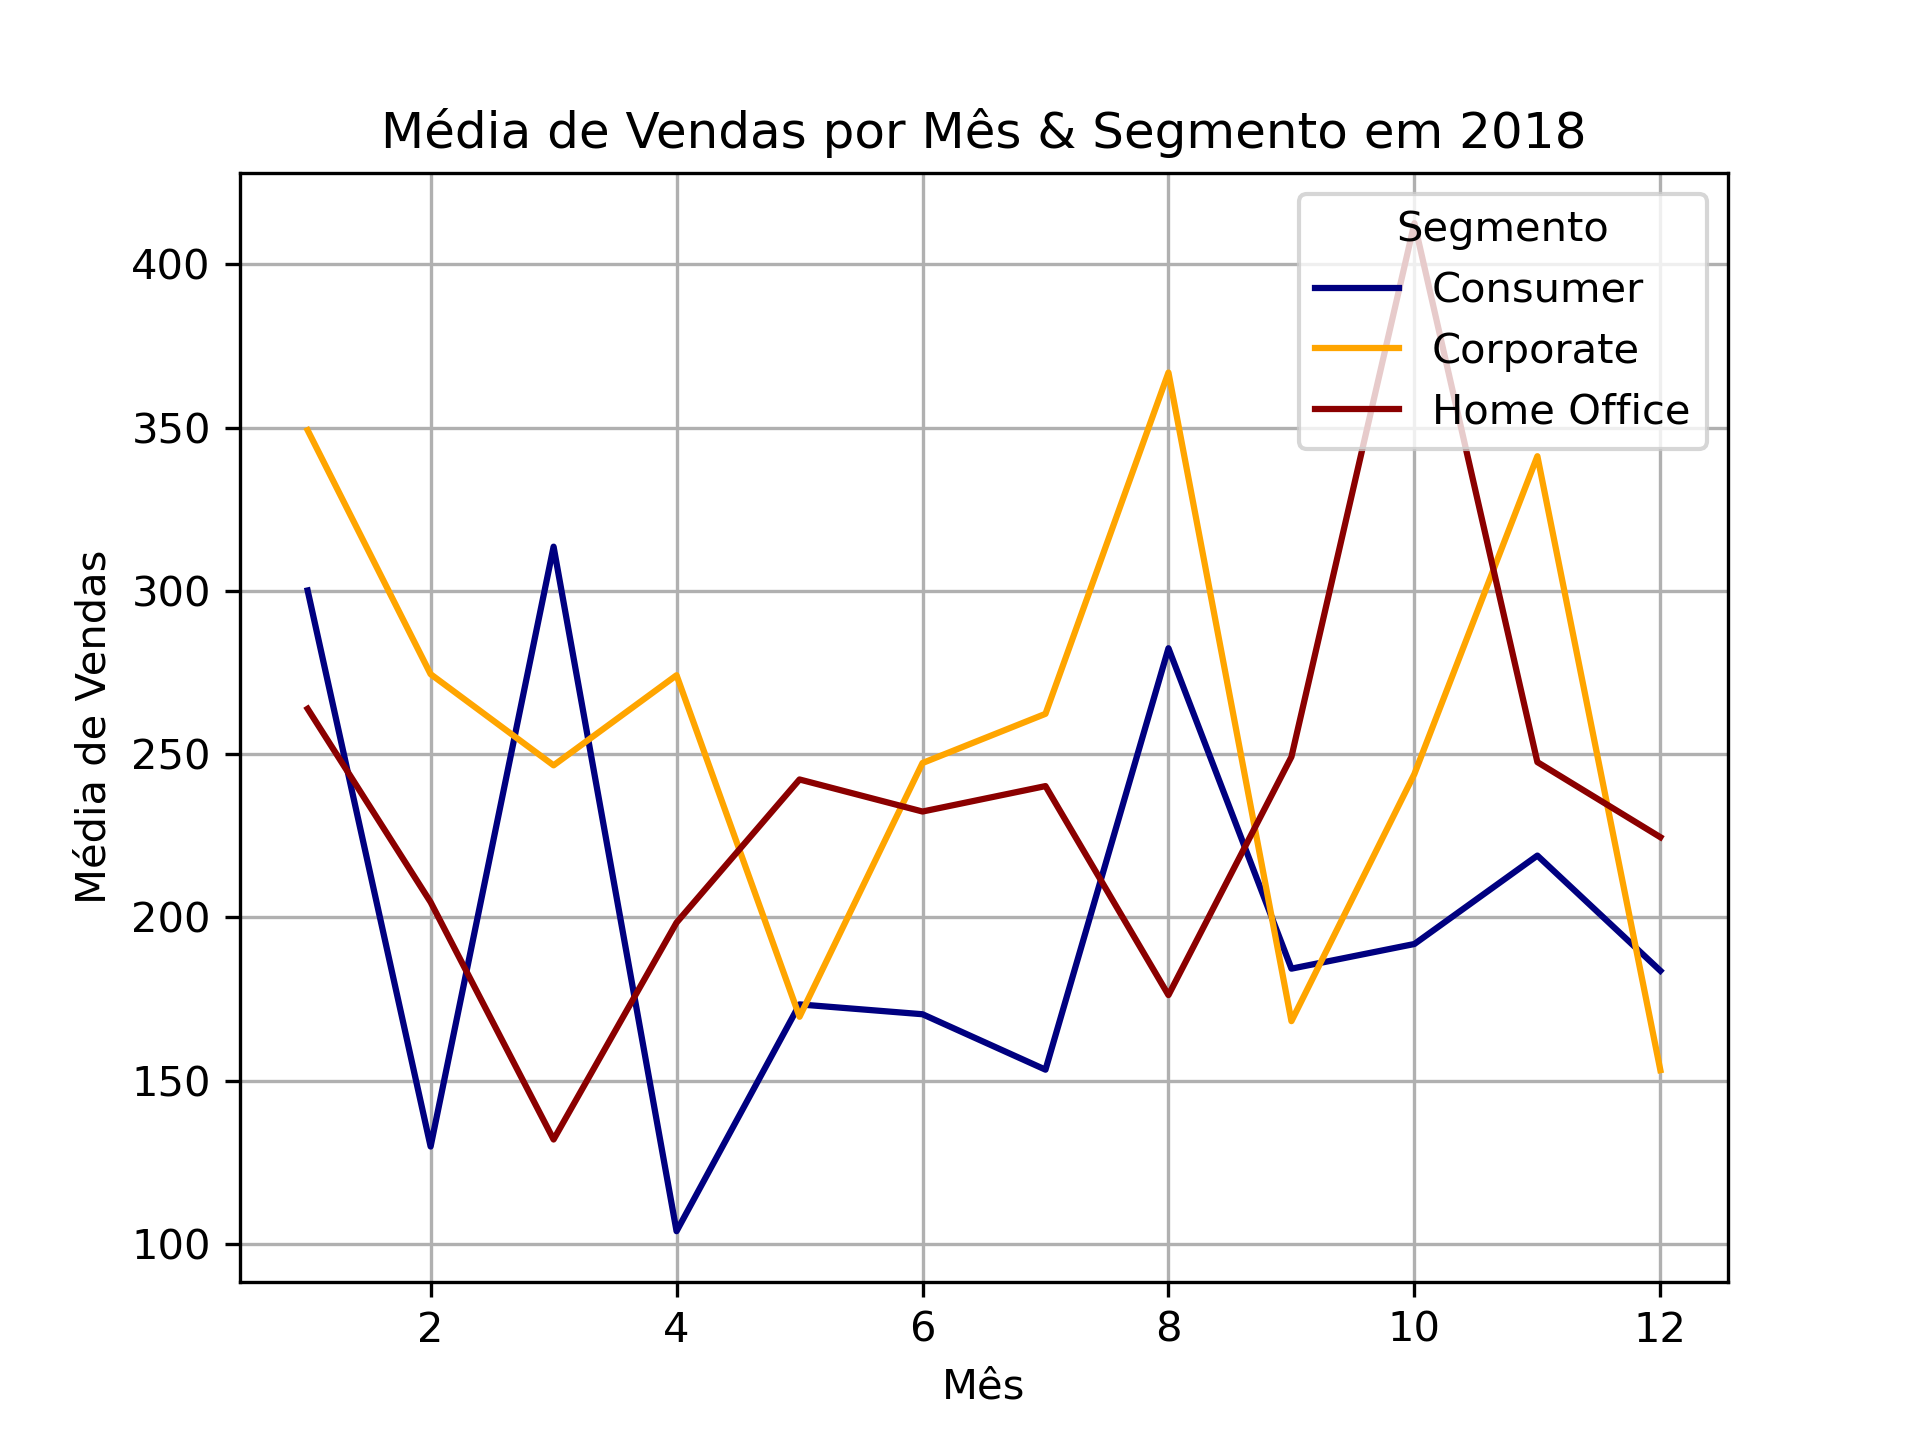 Média de Vendas por Mês & Segmento em 2018
Segmento
Consumer
Corporate
Home Office
Média de Vendas
400
350
300
250
200
150
100
2 4 6 8 10 12
Mês